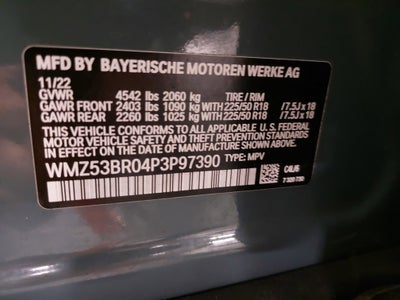 MFD BY BAYERISCHE MOTOREN WERKE AG
11/22
GVWR 4542 lbs 2060 kg TIRE / RIM
GAWR FRONT 2403 lbs 1090 kg WITH 225/50 R18 /7.5J x 18
GAWR REAR 2260 lbs 1025 kg WITH 225/50 R18 /7.5J x 18
THIS VEHICLE CONFORMS TO ALL APPLICABLE U.S. FEDERAL
MOTOR VEHICLE SAFETY AND
THEFT PREVENTION STANDARDS IN EFFECT ON THE DATE OF
MANUFACTURE SHOWN ABOVE.
WMZ53BR04P3P97390 TYPE: MPV